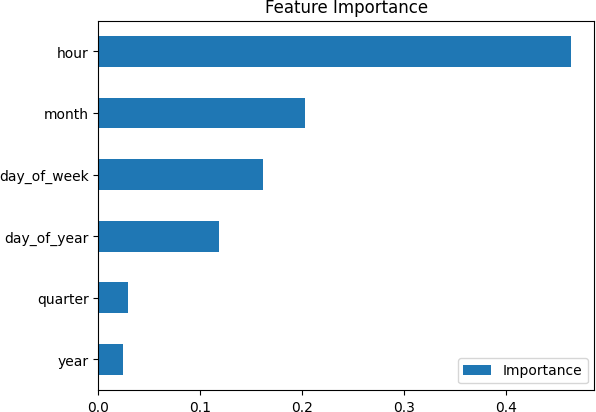 Feature Importance
hour
month
day_of_week
day_of_year
quarter
year
Importance
0.0 0.1 0.2 0.3 0.4